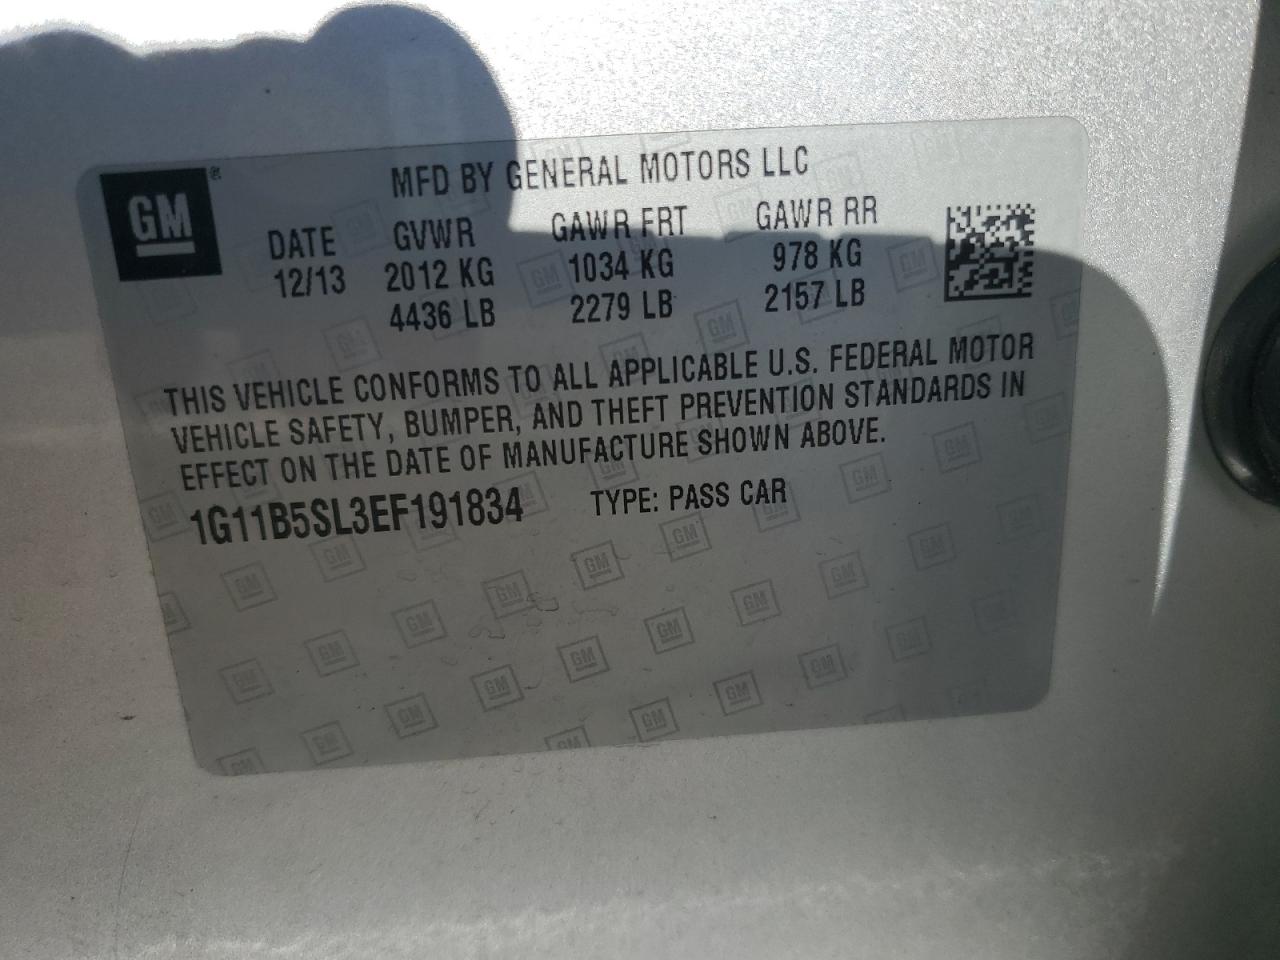 GM®
MFD BY GENERAL MOTORS LLC
DATE GVWR GAWR FRT GAWR RR
12/13 2012 KG 1034 KG 978 KG
4436 LB 2279 LB 2157 LB
THIS VEHICLE CONFORMS TO ALL APPLICABLE U.S. FEDERAL MOTOR
VEHICLE SAFETY, BUMPER, AND THEFT PREVENTION STANDARDS IN
EFFECT ON THE DATE OF MANUFACTURE SHOWN ABOVE.
1G11B5SL3EF191834 TYPE: PASS CAR